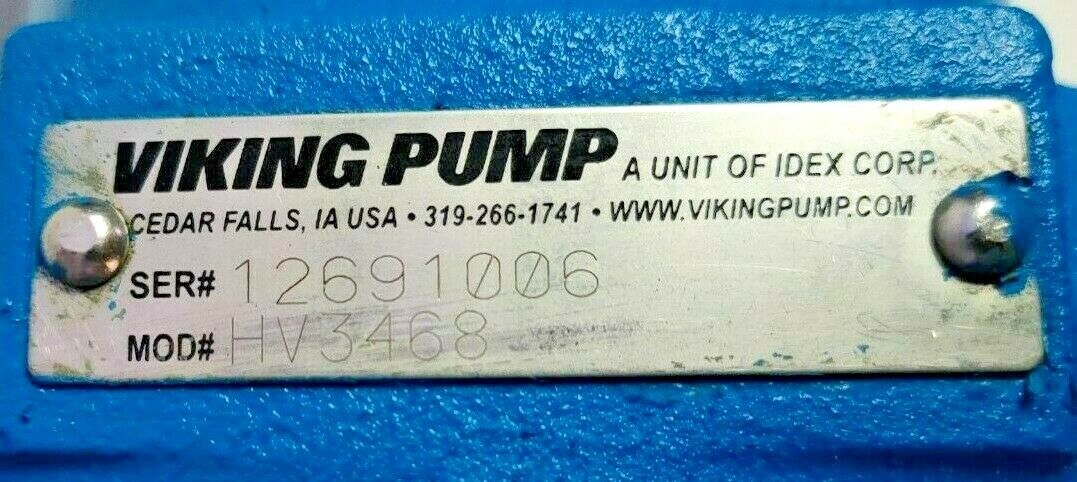 VIKING PUMP A UNIT OF IDEX CORP.
CEDAR FALLS, IA USA • 319-266-1741 • WWW.VIKINGPUMP.COM
SER# 12691006
MOD# HV3468